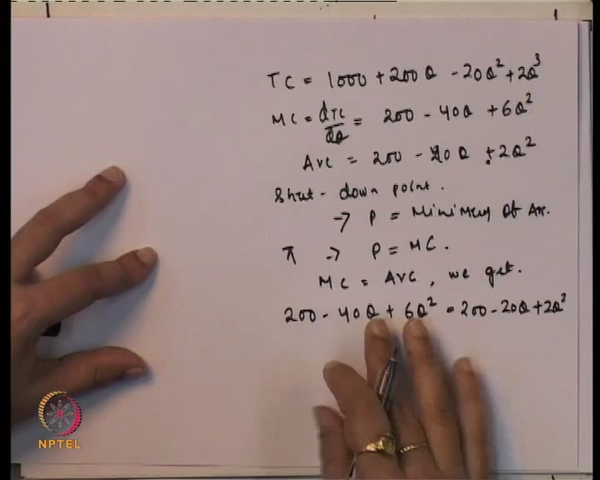 TC = 1000 + 200Q - 20Q² + 2Q³
MC = dTC/dQ = 200 - 40Q + 6Q²
AVC = 200 - 20Q + 2Q²
Shut-down point.
→ P = Minimum of Avc.
π → P = MC.
MC = AVC, we get.
200 - 40Q + 6Q² = 200 - 20Q + 2Q²
NPTEL